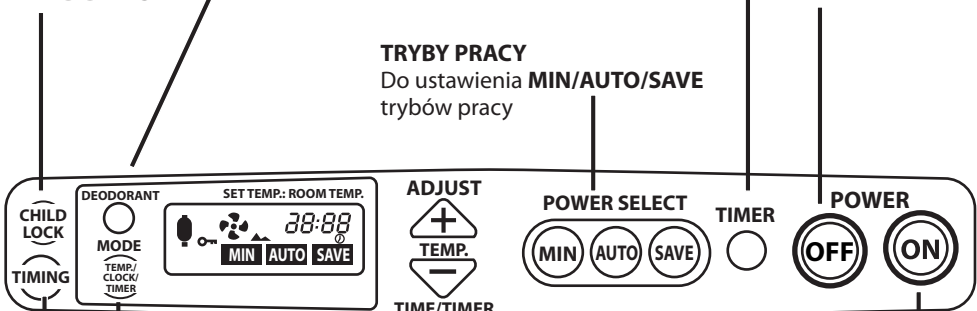 TRYBY PRACY
Do ustawienia MIN/AUTO/SAVE
trybów pracy
CHILD
LOCK
TIMING
DEODORANT
MODE
TEMP./
CLOCK/
TIMER
SET TEMP.: ROOM TEMP.
28:88
MIN AUTO SAVE
ADJUST
+
TEMP.
−
TIME/TIMER
POWER SELECT
MIN AUTO SAVE
TIMER
POWER
OFF ON